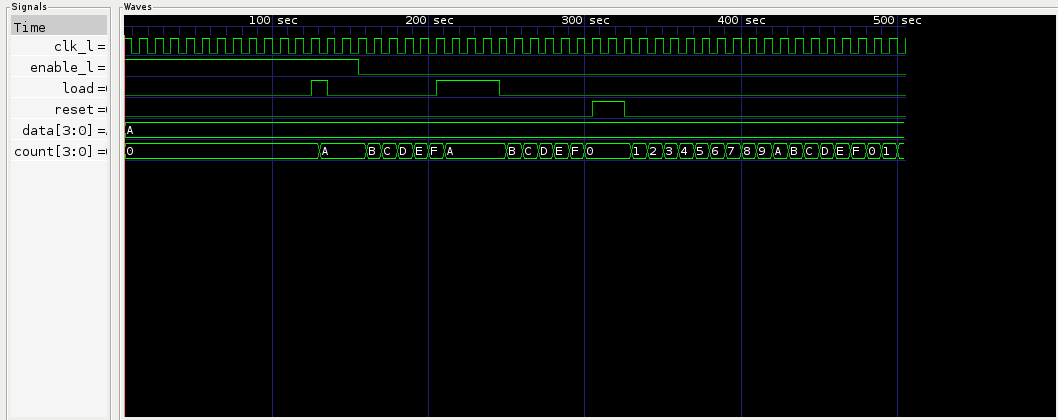 Signals
Waves
Time
100 sec 200 sec 300 sec 400 sec 500 sec
clk_l =
enable_l =
load =
reset =
data[3:0] =
A
count[3:0] =
0 A B C D E F A B C D E F 0 1 2 3 4 5 6 7 8 9 A B C D E F 0 1